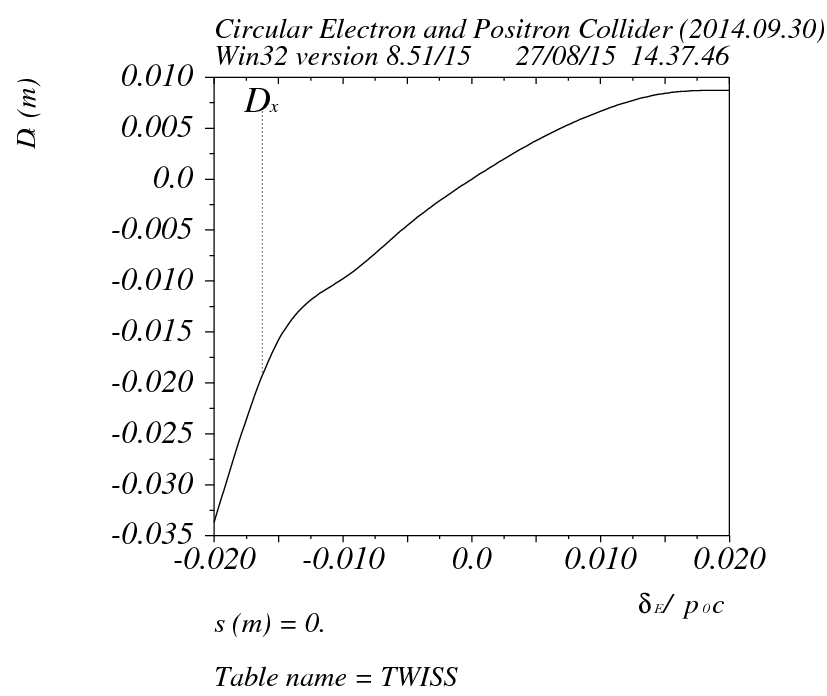 Circular Electron and Positron Collider (2014.09.30)
Win32 version 8.51/15 27/08/15 14.37.46
D x (m)
Dx
0.010
0.005
0.0
-0.005
-0.010
-0.015
-0.020
-0.025
-0.030
-0.035
-0.020 -0.010 0.0 0.010 0.020
δE/ p0c
s (m) = 0.
Table name = TWISS